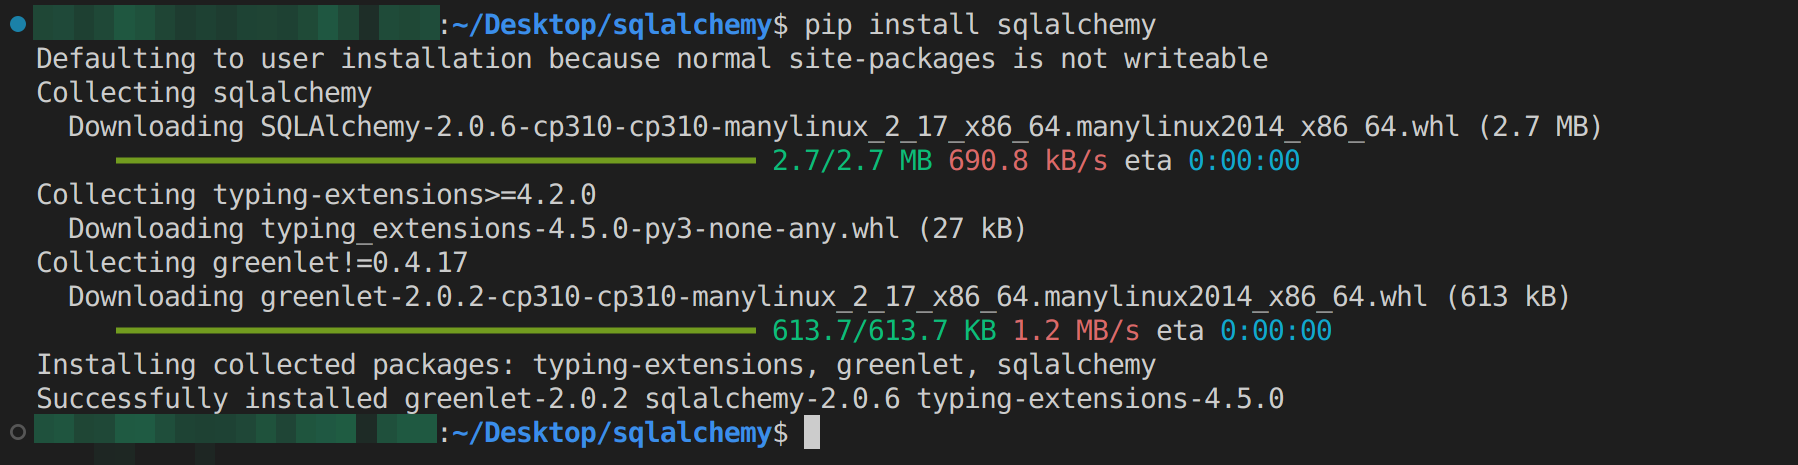 :~/Desktop/sqlalchemy$ pip install sqlalchemy
Defaulting to user installation because normal site-packages is not writeable
Collecting sqlalchemy
Downloading SQLAlchemy-2.0.6-cp310-cp310-manylinux_2_17_x86_64.manylinux2014_x86_64.whl (2.7 MB)
2.7/2.7 MB 690.8 kB/s eta 0:00:00
Collecting typing-extensions>=4.2.0
Downloading typing_extensions-4.5.0-py3-none-any.whl (27 kB)
Collecting greenlet!=0.4.17
Downloading greenlet-2.0.2-cp310-cp310-manylinux_2_17_x86_64.manylinux2014_x86_64.whl (613 kB)
613.7/613.7 KB 1.2 MB/s eta 0:00:00
Installing collected packages: typing-extensions, greenlet, sqlalchemy
Successfully installed greenlet-2.0.2 sqlalchemy-2.0.6 typing-extensions-4.5.0
:~/Desktop/sqlalchemy$